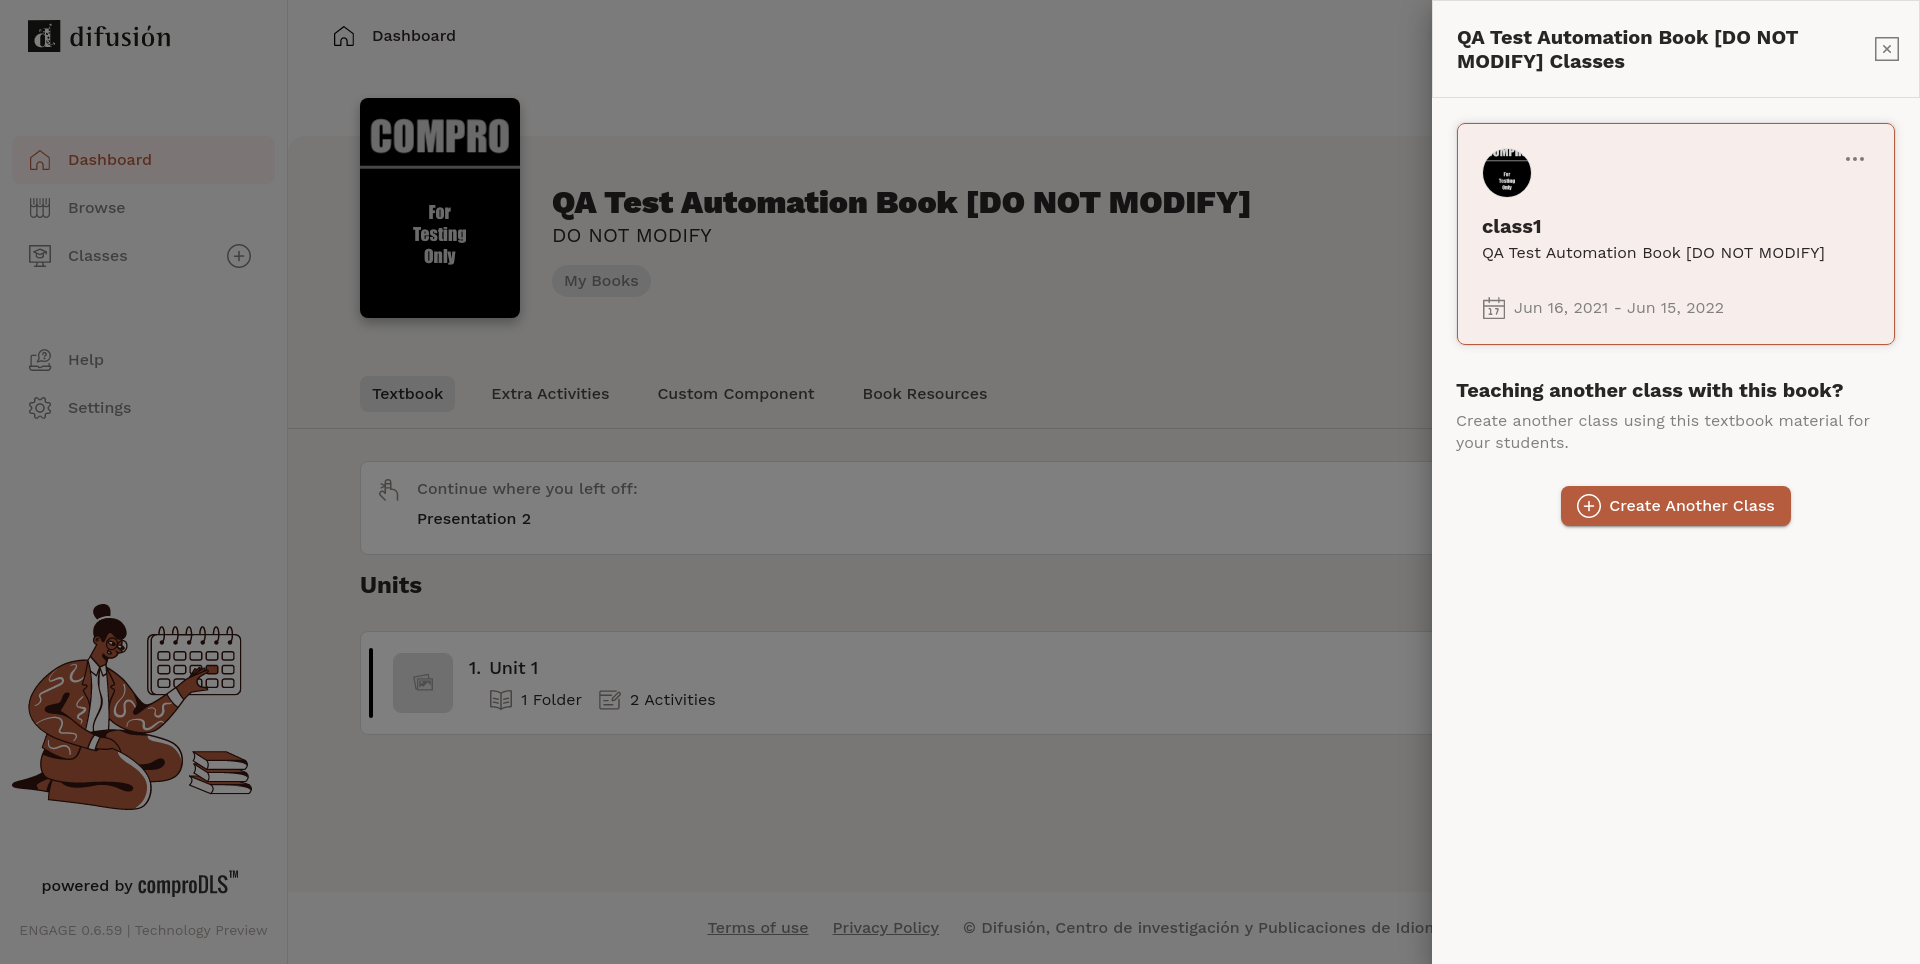 difusión
Dashboard
Browse
Classes
Help
Settings
powered by comproDLS™
ENGAGE 0.6.59 | Technology Preview
Dashboard
COMPRO
For
Testing
Only
QA Test Automation Book [DO NOT MODIFY]
DO NOT MODIFY
My Books
Textbook Extra Activities Custom Component Book Resources
Continue where you left off:
Presentation 2
Units
1. Unit 1
1 Folder 2 Activities
Terms of use Privacy Policy © Difusión, Centro de investigación y Publicaciones de Idiom
QA Test Automation Book [DO NOT
MODIFY] Classes
COMPRO
For
Testing
Only
class1
QA Test Automation Book [DO NOT MODIFY]
17 Jun 16, 2021 - Jun 15, 2022
Teaching another class with this book?
Create another class using this textbook material for
your students.
Create Another Class